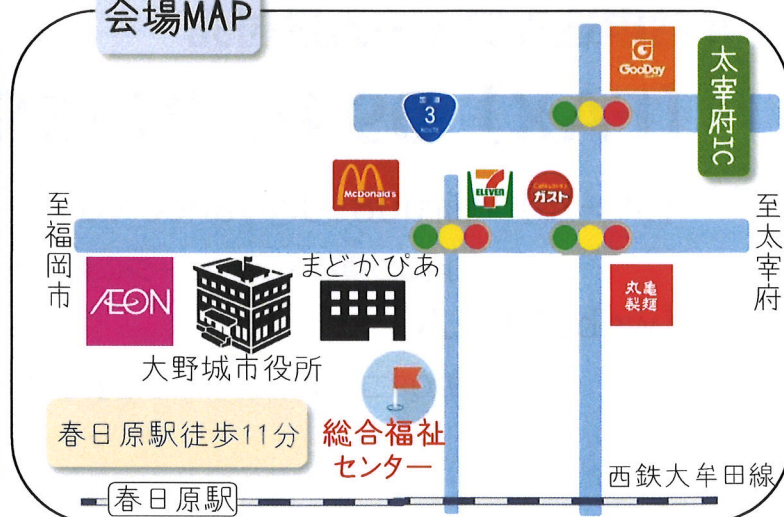 会場MAP
GooDay
太宰府IC
国道
3
ROUTE
McDonald's
7
ELEVEN
ガスト
至福岡市
至太宰府
ÆON
まどかぴあ
丸亀
製麺
大野城市役所
春日原駅徒歩11分
総合福祉
センター
西鉄大牟田線
春日原駅